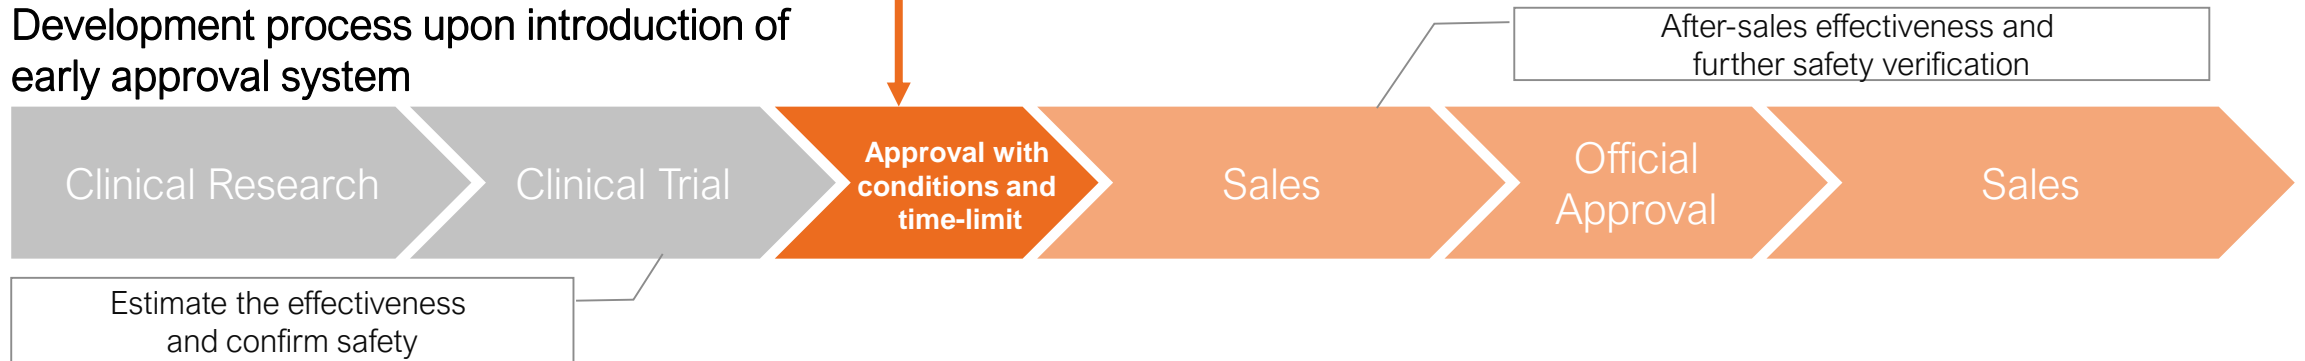 Development process upon introduction of
early approval system
After-sales effectiveness and
further safety verification
Clinical Research
Clinical Trial
Approval with
conditions and
time-limit
Sales
Official
Approval
Sales
Estimate the effectiveness
and confirm safety